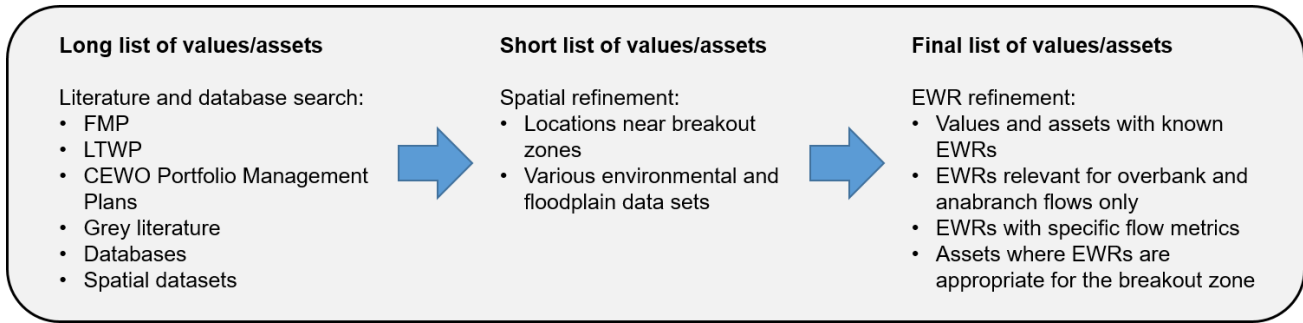 Long list of values/assets
Literature and database search:
• FMP
• LTWP
• CEWO Portfolio Management
Plans
• Grey literature
• Databases
• Spatial datasets
Short list of values/assets
Spatial refinement:
• Locations near breakout
zones
• Various environmental and
floodplain data sets
Final list of values/assets
EWR refinement:
• Values and assets with known
EWRs
• EWRs relevant for overbank and
anabranch flows only
• EWRs with specific flow metrics
• Assets where EWRs are
appropriate for the breakout zone